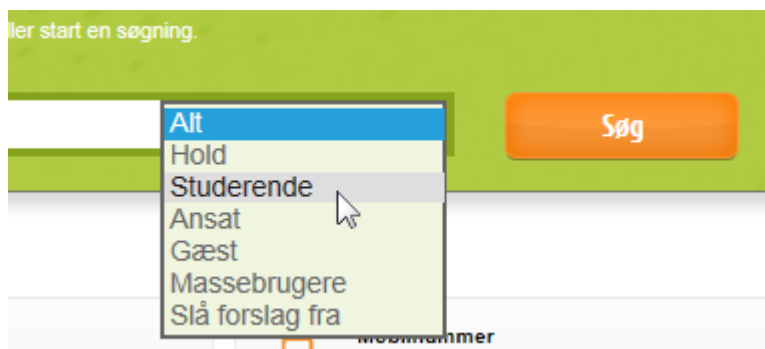 ller start en søgning.
Alt
Søg
Hold
Studerende
Ansat
Gæst
Massebrugere
Slå forslag fra